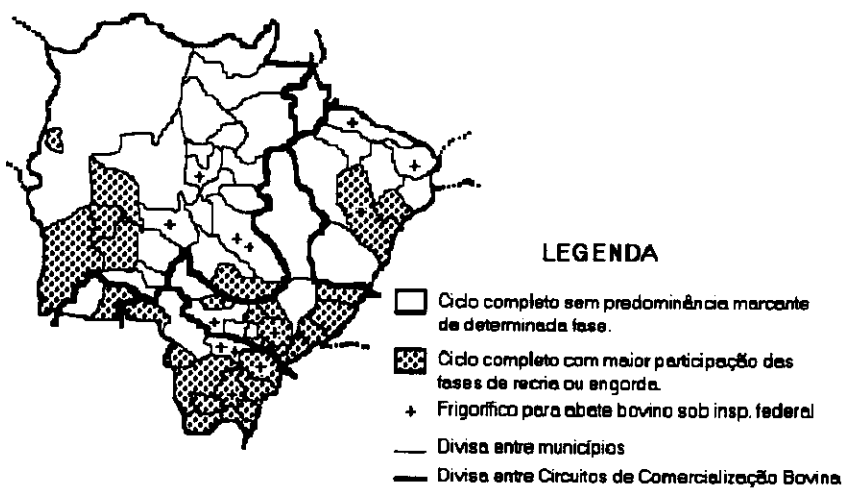 LEGENDA
Ciclo completo sem predominância marcante
de determinada fase.
Ciclo completo com maior participação das
fases de recria ou engorda.
Frigorífico para abate bovino sob insp. federal
Divisa entre municípios
Divisa entre Circuitos de Comercialização Bovina